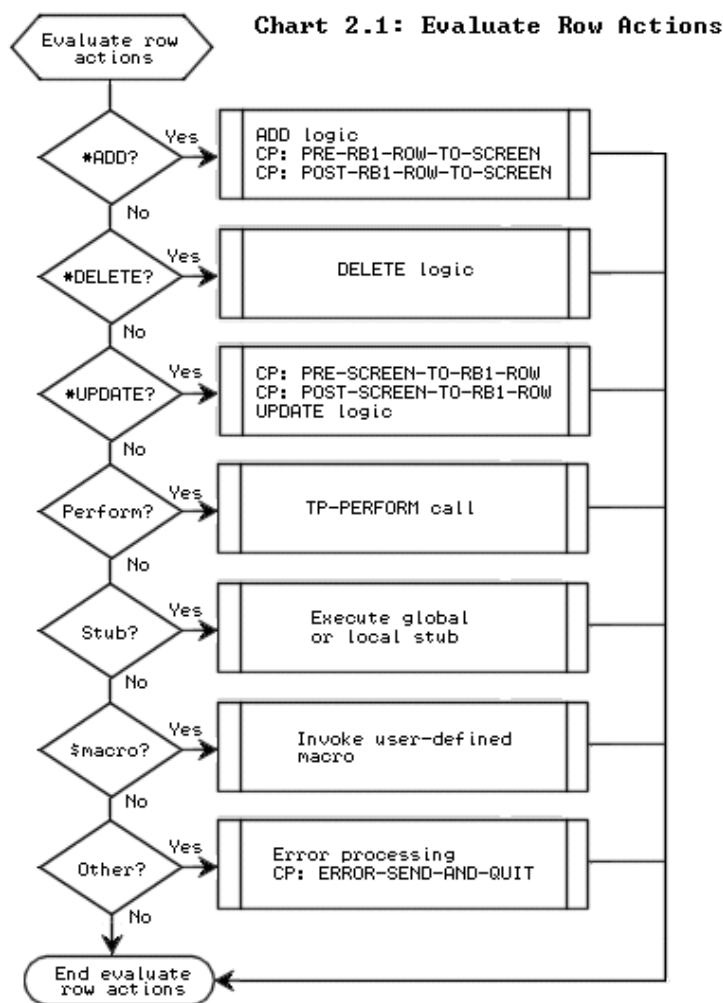 Chart 2.1: Evaluate Row Actions
Evaluate row
actions
*ADD?
Yes
ADD logic
CP: PRE-RB1-ROW-TO-SCREEN
CP: POST-RB1-ROW-TO-SCREEN
No
*DELETE?
Yes
DELETE logic
No
*UPDATE?
Yes
CP: PRE-SCREEN-TO-RB1-ROW
CP: POST-SCREEN-TO-RB1-ROW
UPDATE logic
No
Perform?
Yes
TP-PERFORM call
No
Stub?
Yes
Execute global
or local stub
No
$macro?
Yes
Invoke user-defined
macro
No
Other?
Yes
Error processing
CP: ERROR-SEND-AND-QUIT
No
End evaluate
row actions